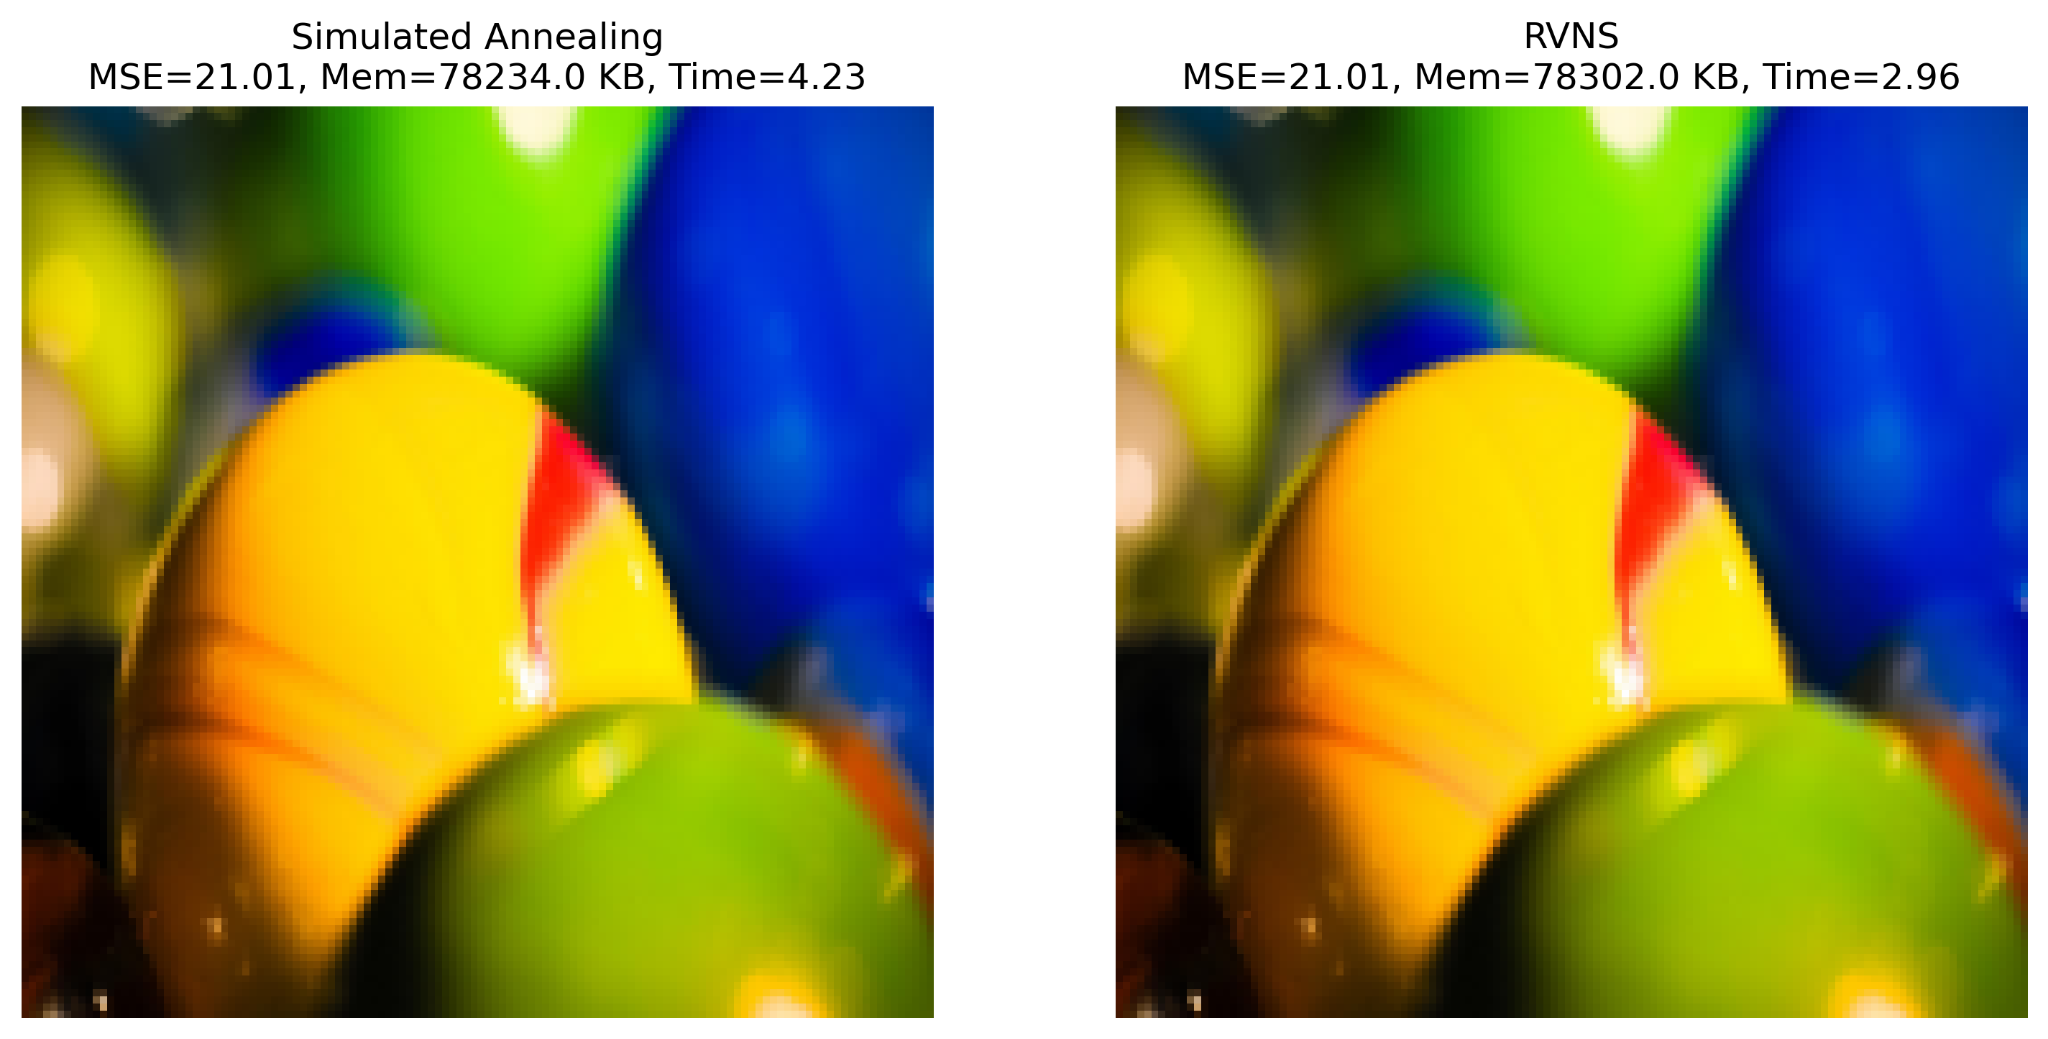 Simulated Annealing
MSE=21.01, Mem=78234.0 KB, Time=4.23
RVNS
MSE=21.01, Mem=78302.0 KB, Time=2.96